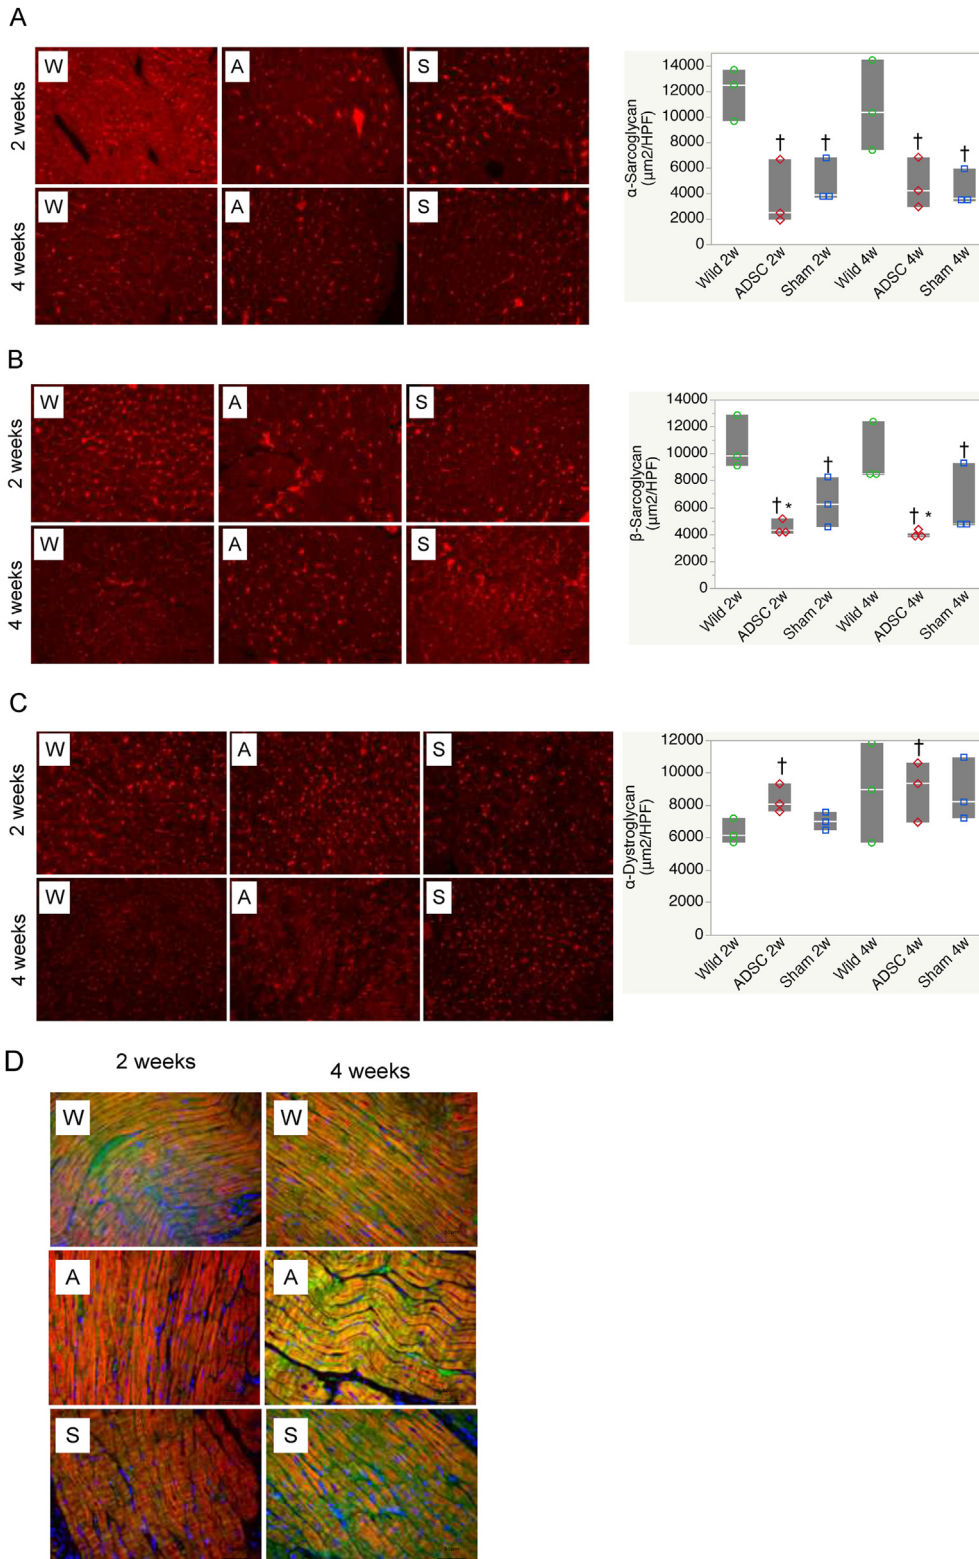 A
2 weeks
W
A
S
4 weeks
W
A
S
α-Sarcoglycan
(µm2/HPF)
14000
12000
10000
8000
6000
4000
2000
0
† † † †
Wild 2w
ADSC 2w
Sham 2w
Wild 4w
ADSC 4w
Sham 4w
B
2 weeks
W
A
S
4 weeks
W
A
S
β-Sarcoglycan
(µm2/HPF)
14000
12000
10000
8000
6000
4000
2000
0
†* † †* †
Wild 2w
ADSC 2w
Sham 2w
Wild 4w
ADSC 4w
Sham 4w
C
2 weeks
W
A
S
4 weeks
W
A
S
α-Dystroglycan
(µm2/HPF)
12000
10000
8000
6000
4000
2000
0
† †
Wild 2w
ADSC 2w
Sham 2w
Wild 4w
ADSC 4w
Sham 4w
D
2 weeks
4 weeks
W
W
A
A
S
S